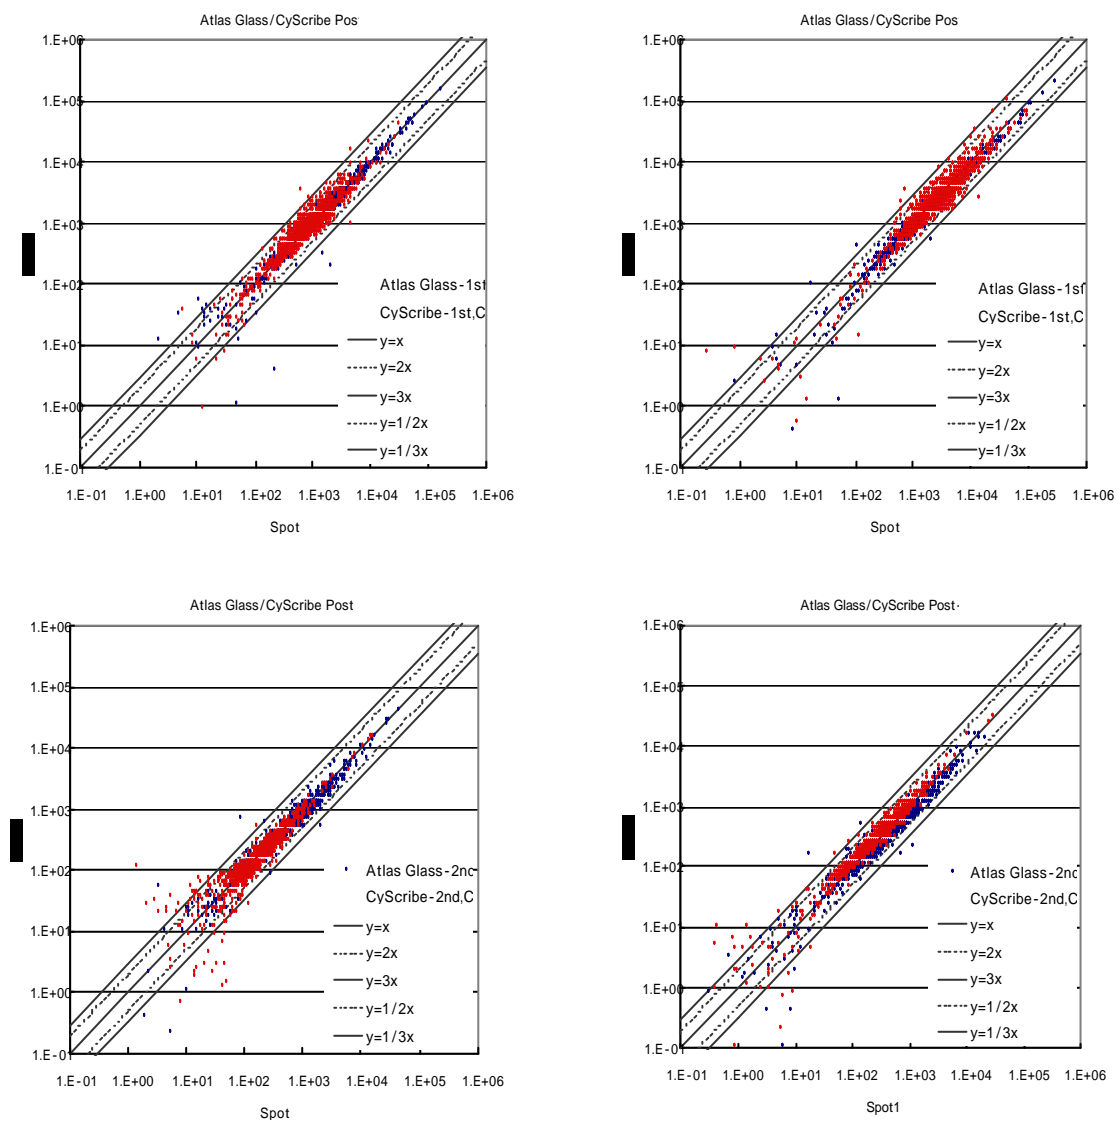 Atlas Glass/CyScribe Pos
1.E+06
1.E+05
1.E+04
1.E+03
1.E+02
1.E+01
1.E+00
1.E-0
Atlas Glass-1st
CyScribe-1st,C
y=x
y=2x
y=3x
y=1/2x
y=1/3x
1.E-01 1.E+00 1.E+01 1.E+02 1.E+03 1.E+04 1.E+05 1.E+06
Spot
Atlas Glass/CyScribe Pos
1.E+06
1.E+05
1.E+04
1.E+03
1.E+02
1.E+01
1.E+00
1.E-0
Atlas Glass-1st
CyScribe-1st,C
y=x
y=2x
y=3x
y=1/2x
y=1/3x
1.E-01 1.E+00 1.E+01 1.E+02 1.E+03 1.E+04 1.E+05 1.E+06
Spot
Atlas Glass/CyScribe Post
1.E+06
1.E+05
1.E+04
1.E+03
1.E+02
1.E+01
1.E+00
1.E-01
Atlas Glass-2nc
CyScribe-2nd,C
y=x
y=2x
y=3x
y=1/2x
y=1/3x
1.E-01 1.E+00 1.E+01 1.E+02 1.E+03 1.E+04 1.E+05 1.E+06
Spot
Atlas Glass/CyScribe Post-
1.E+06
1.E+05
1.E+04
1.E+03
1.E+02
1.E+01
1.E+00
1.E-0
Atlas Glass-2nd
CyScribe-2nd,C
y=x
y=2x
y=3x
y=1/2x
y=1/3x
1.E-01 1.E+00 1.E+01 1.E+02 1.E+03 1.E+04 1.E+05 1.E+06
Spot1